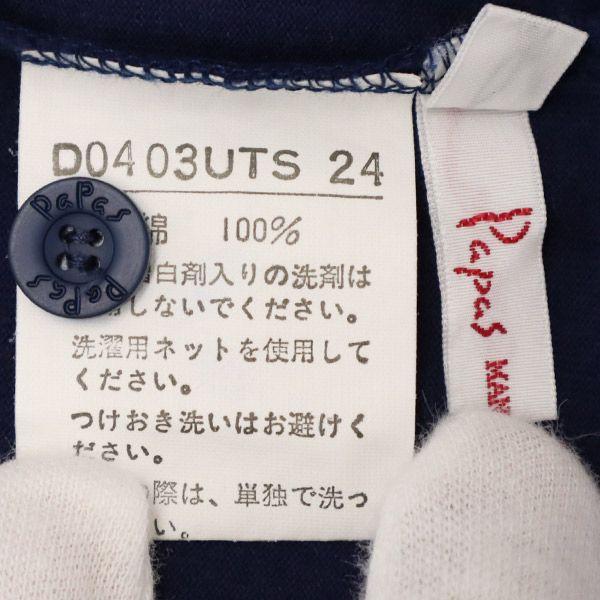 D0403UTS 24
PaPaS
PaPaS
綿 100%
白剤入りの洗剤は
しないでください。
洗濯用ネットを使用して
ください。
つけおき洗いはお避けく
ださい。
の際は、単独で洗っ
い。
Papas MAN